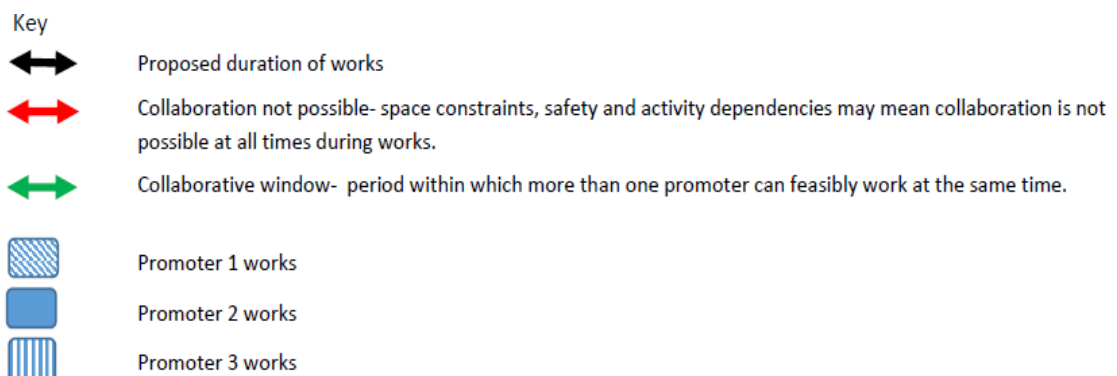 Key
Proposed duration of works
Collaboration not possible- space constraints, safety and activity dependencies may mean collaboration is not
possible at all times during works.
Collaborative window- period within which more than one promoter can feasibly work at the same time.
Promoter 1 works
Promoter 2 works
Promoter 3 works